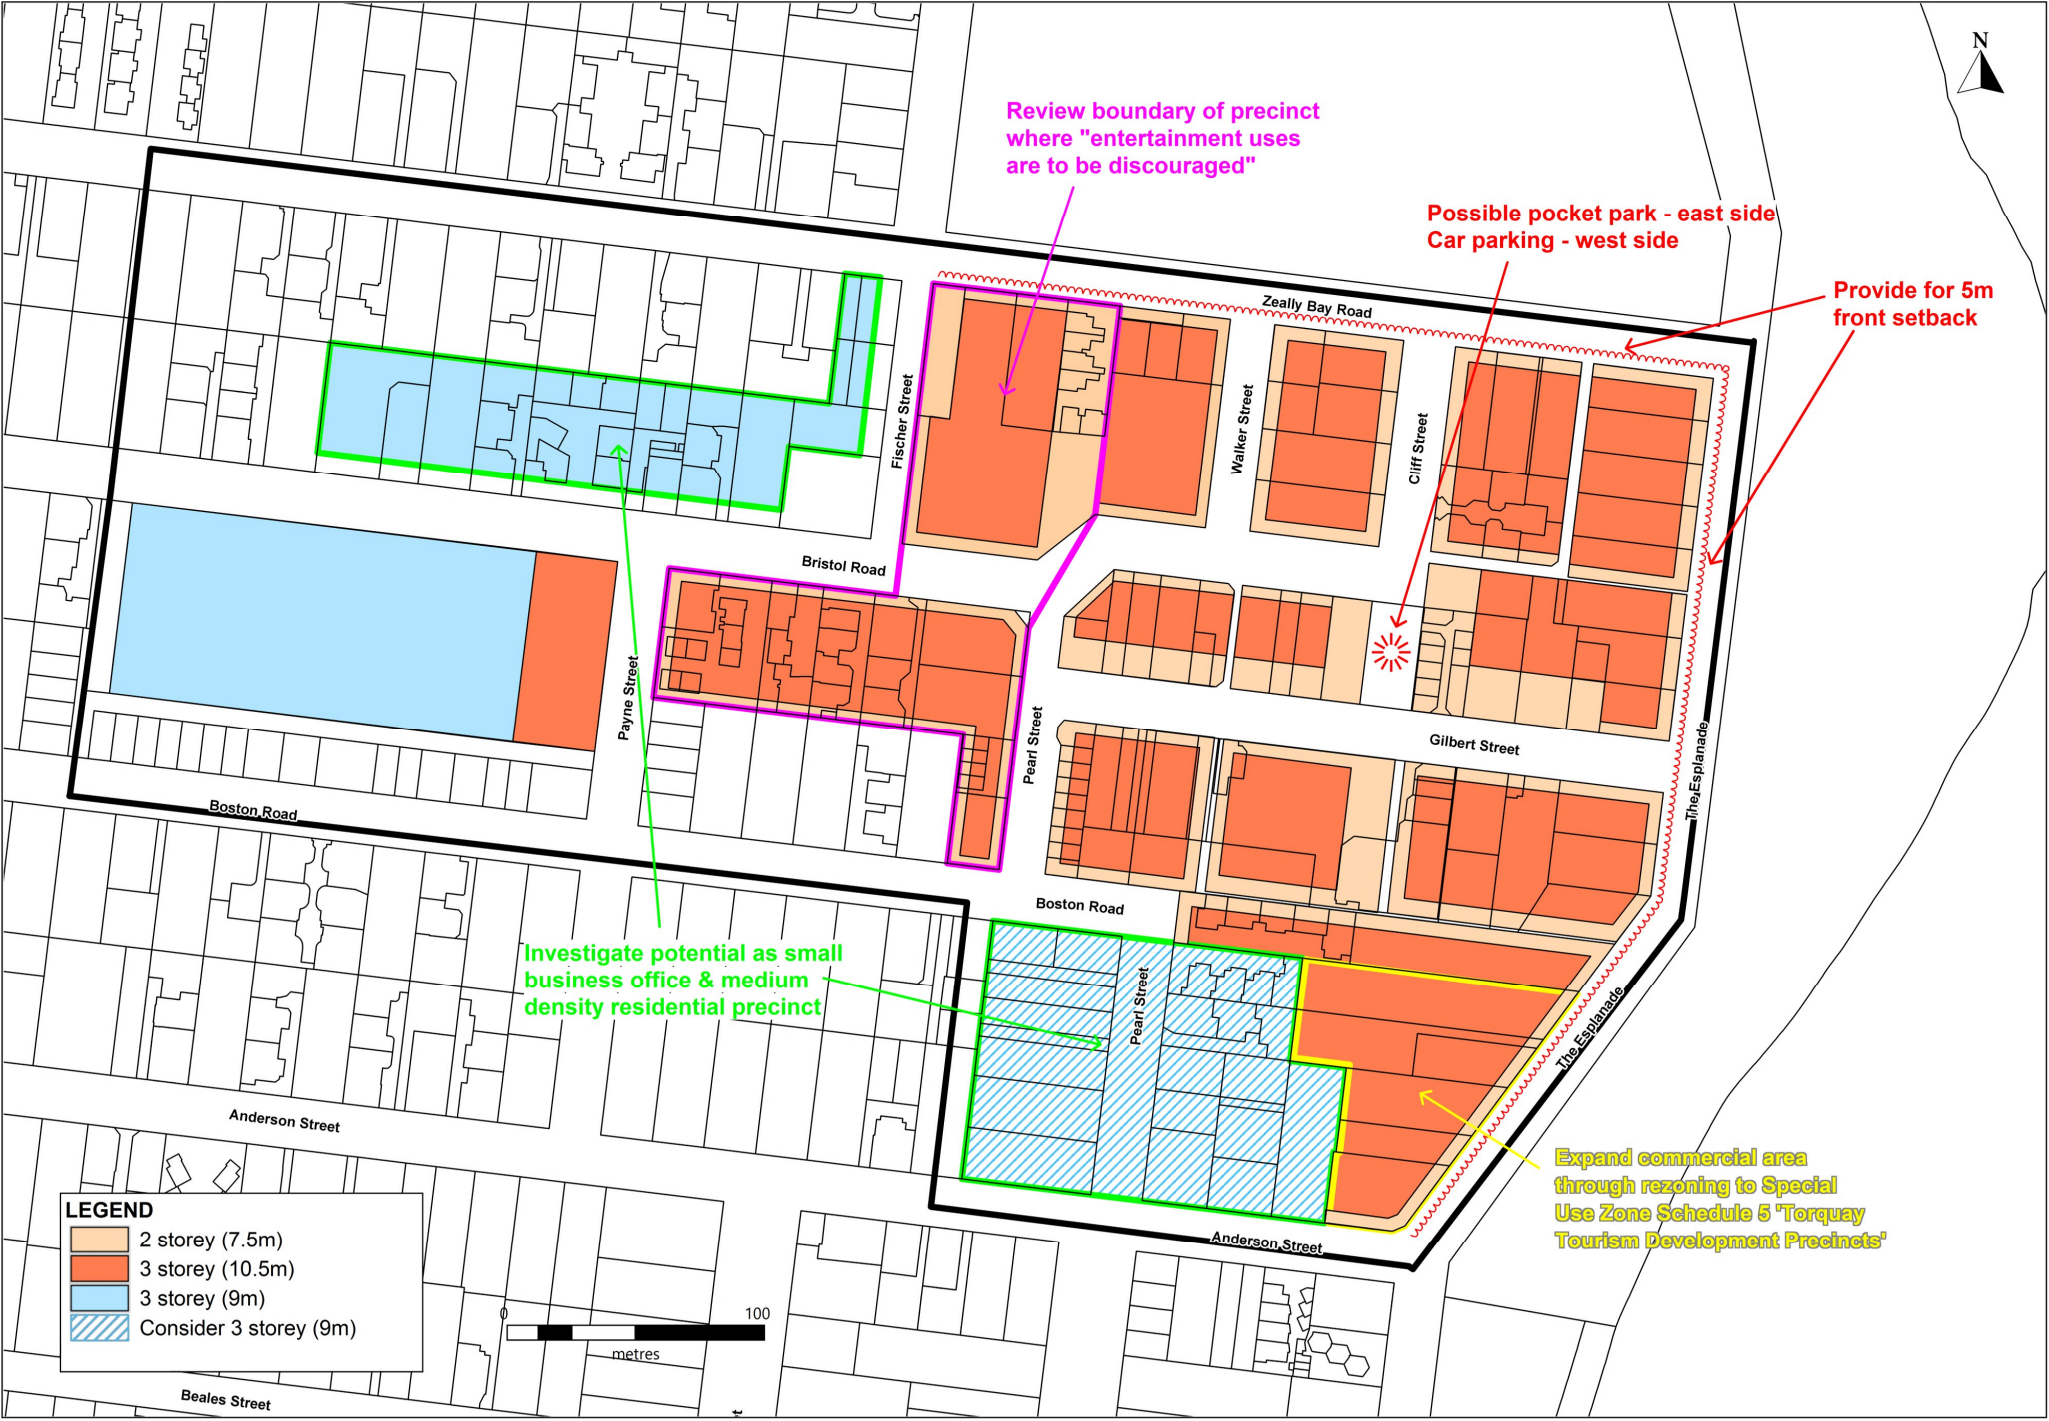 N
Review boundary of precinct
where "entertainment uses
are to be discouraged"
Possible pocket park - east side
Car parking - west side
Provide for 5m
front setback
Zeally Bay Road
Fischer Street
Walker Street
Cliff Street
Bristol Road
Payne Street
Pearl Street
Gilbert Street
The Esplanade
Boston Road
Boston Road
Investigate potential as small
business office & medium
density residential precinct
Pearl Street
The Esplanade
Anderson Street
Expand commercial area
through rezoning to Special
Use Zone Schedule 5 'Torquay
Tourism Development Precincts'
Anderson Street
LEGEND
2 storey (7.5m)
3 storey (10.5m)
3 storey (9m)
Consider 3 storey (9m)
0 100
metres
Beales Street